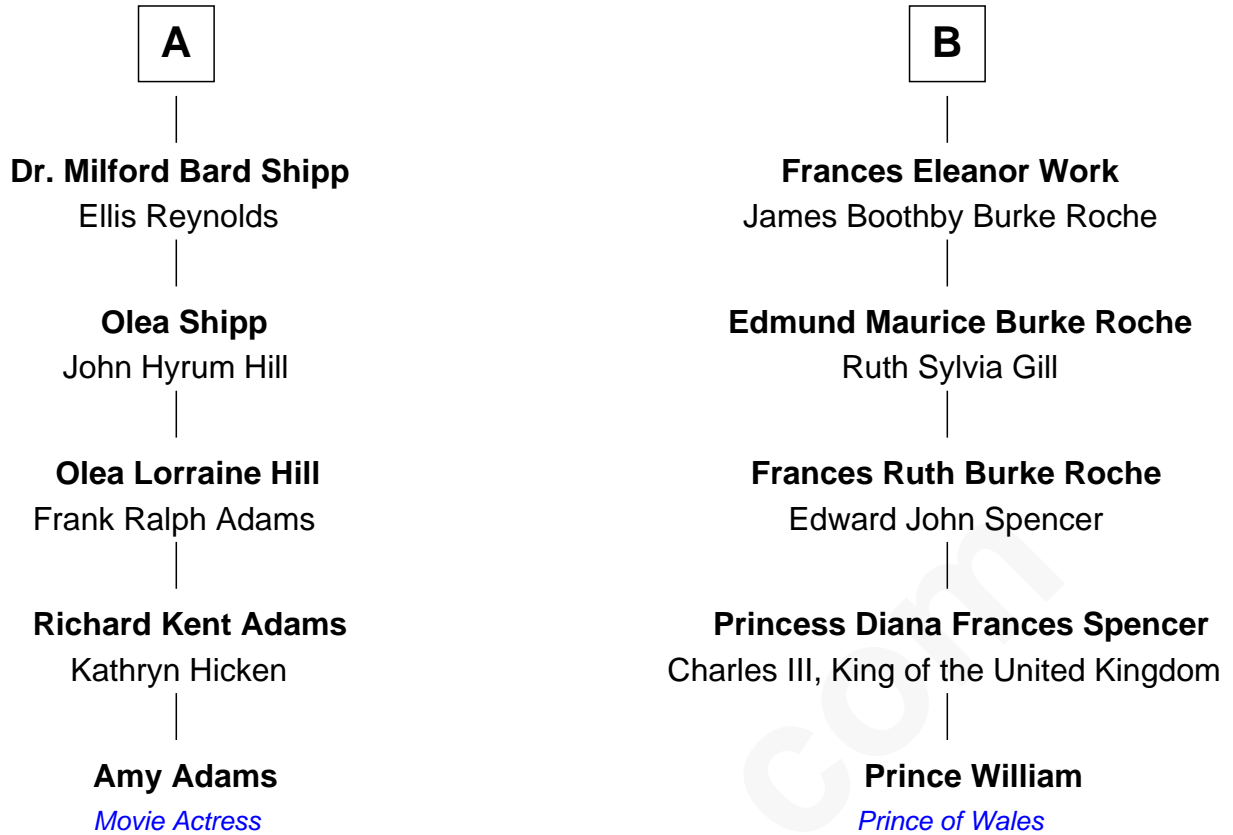 A
Dr. Milford Bard Shipp
Ellis Reynolds
Olea Shipp
John Hyrum Hill
Olea Lorraine Hill
Frank Ralph Adams
Richard Kent Adams
Kathryn Hicken
Amy Adams
Movie Actress
B
Frances Eleanor Work
James Boothby Burke Roche
Edmund Maurice Burke Roche
Ruth Sylvia Gill
Frances Ruth Burke Roche
Edward John Spencer
Princess Diana Frances Spencer
Charles III, King of the United Kingdom
Prince William
Prince of Wales
com